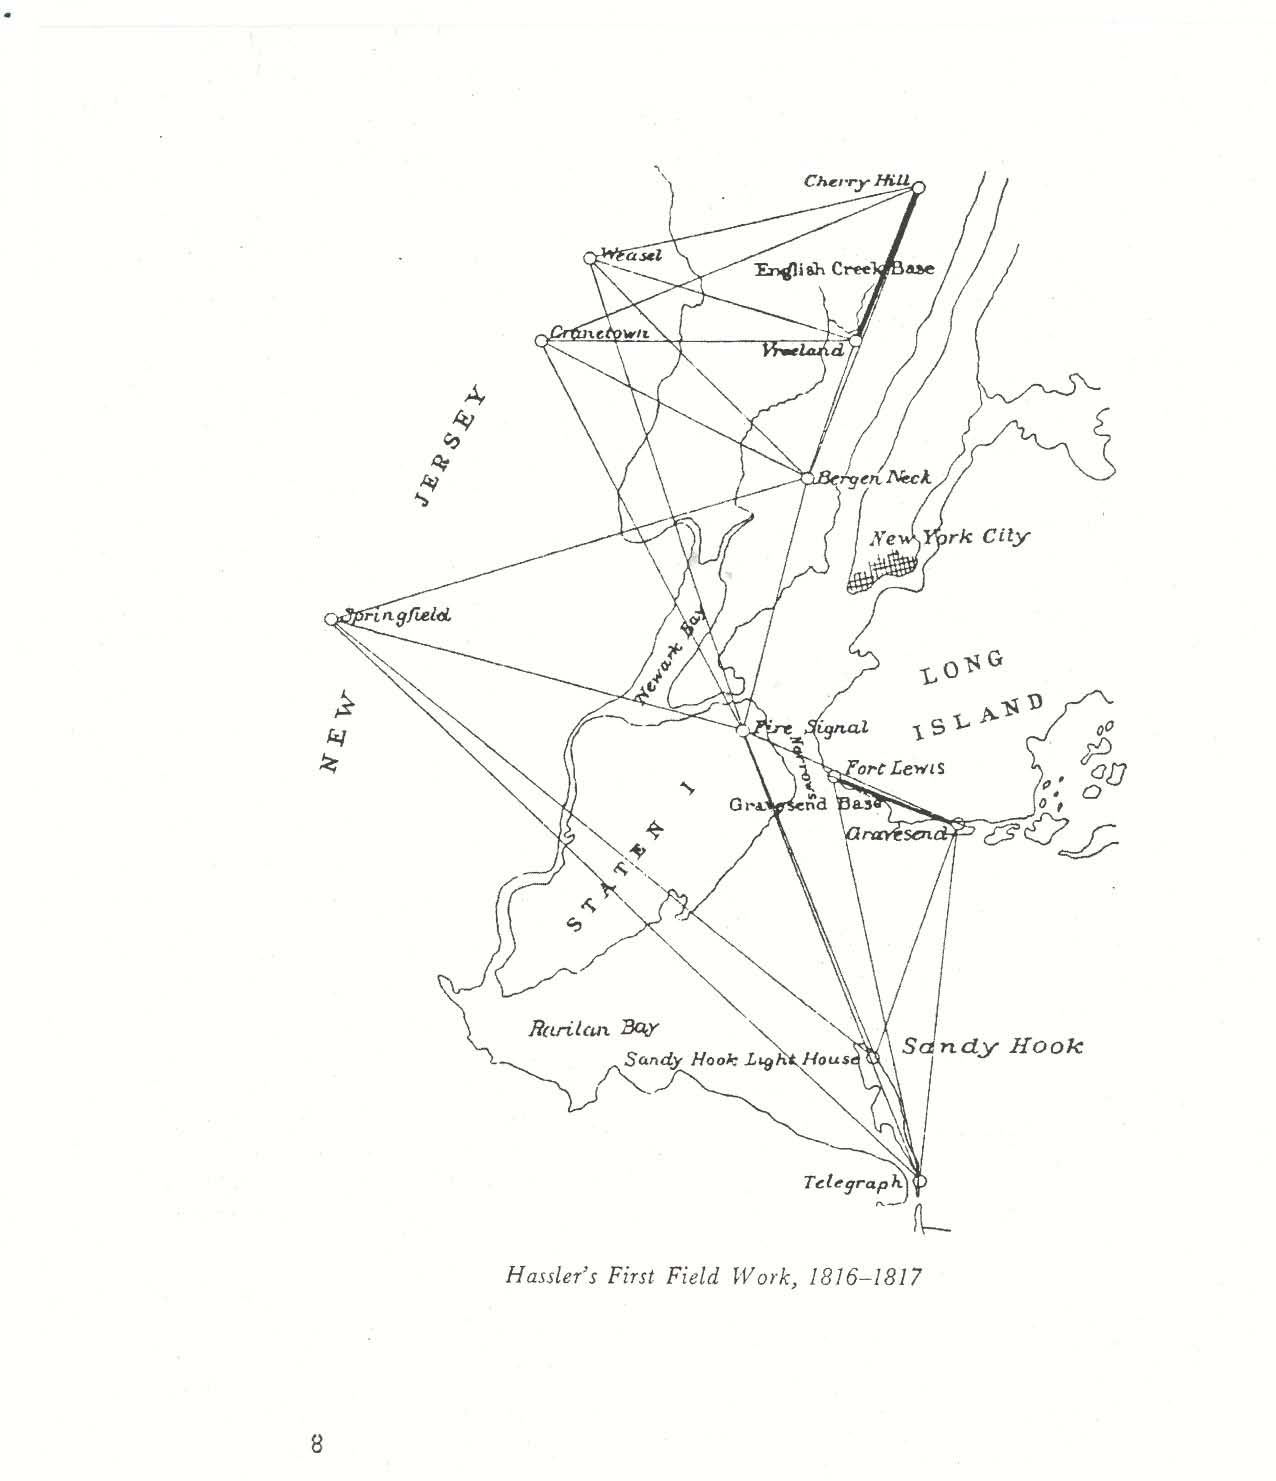 Cherry Hill
Weasel
English Creek Base
Cranetown
Vreeland
JERSEY
Bergen Neck
New York City
Springfield
Newark Bay
LONG
ISLAND
NEW
Fire Signal
Narrows
Fort Lewis
Gravesend Base
Gravesend
STATEN I
Raritan Bay
Sandy Hook
Sandy Hook Light House
Telegraph
Hassler's First Field Work, 1816–1817
8